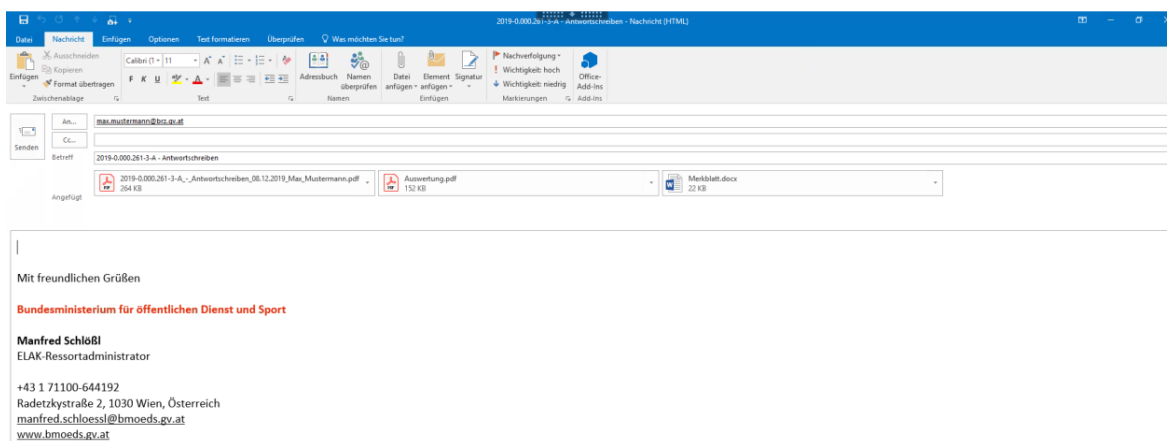 2019-0.000.261-3-A - Antwortschreiben - Nachricht (HTML)
Datei Nachricht Einfügen Optionen Text formatieren Überprüfen Was möchten Sie tun?
Einfügen
Ausschneiden
Kopieren
Format übertragen
Zwischenablage
Calibri (T 11
F K U
Text
Adressbuch
Namen überprüfen
Namen
Datei anfügen
Element anfügen
Signatur
Einfügen
Nachverfolgung
Wichtigkeit: hoch
Wichtigkeit: niedrig
Markierungen
Office-Add-Ins
Add-Ins
Senden
An... max.mustermann@brz.gv.at
Cc...
Betreff 2019-0.000.261-3-A - Antwortschreiben
Angefügt
2019-0.000.261-3-A_-_Antwortschreiben_08.12.2019_Max_Mustermann.pdf
264 KB
Auswertung.pdf
152 KB
Merkblatt.docx
22 KB
Mit freundlichen Grüßen
Bundesministerium für öffentlichen Dienst und Sport
Manfred Schlößl
ELAK-Ressortadministrator
+43 1 71100-644192
Radetzkystraße 2, 1030 Wien, Österreich
manfred.schloessl@bmoeds.gv.at
www.bmoeds.gv.at